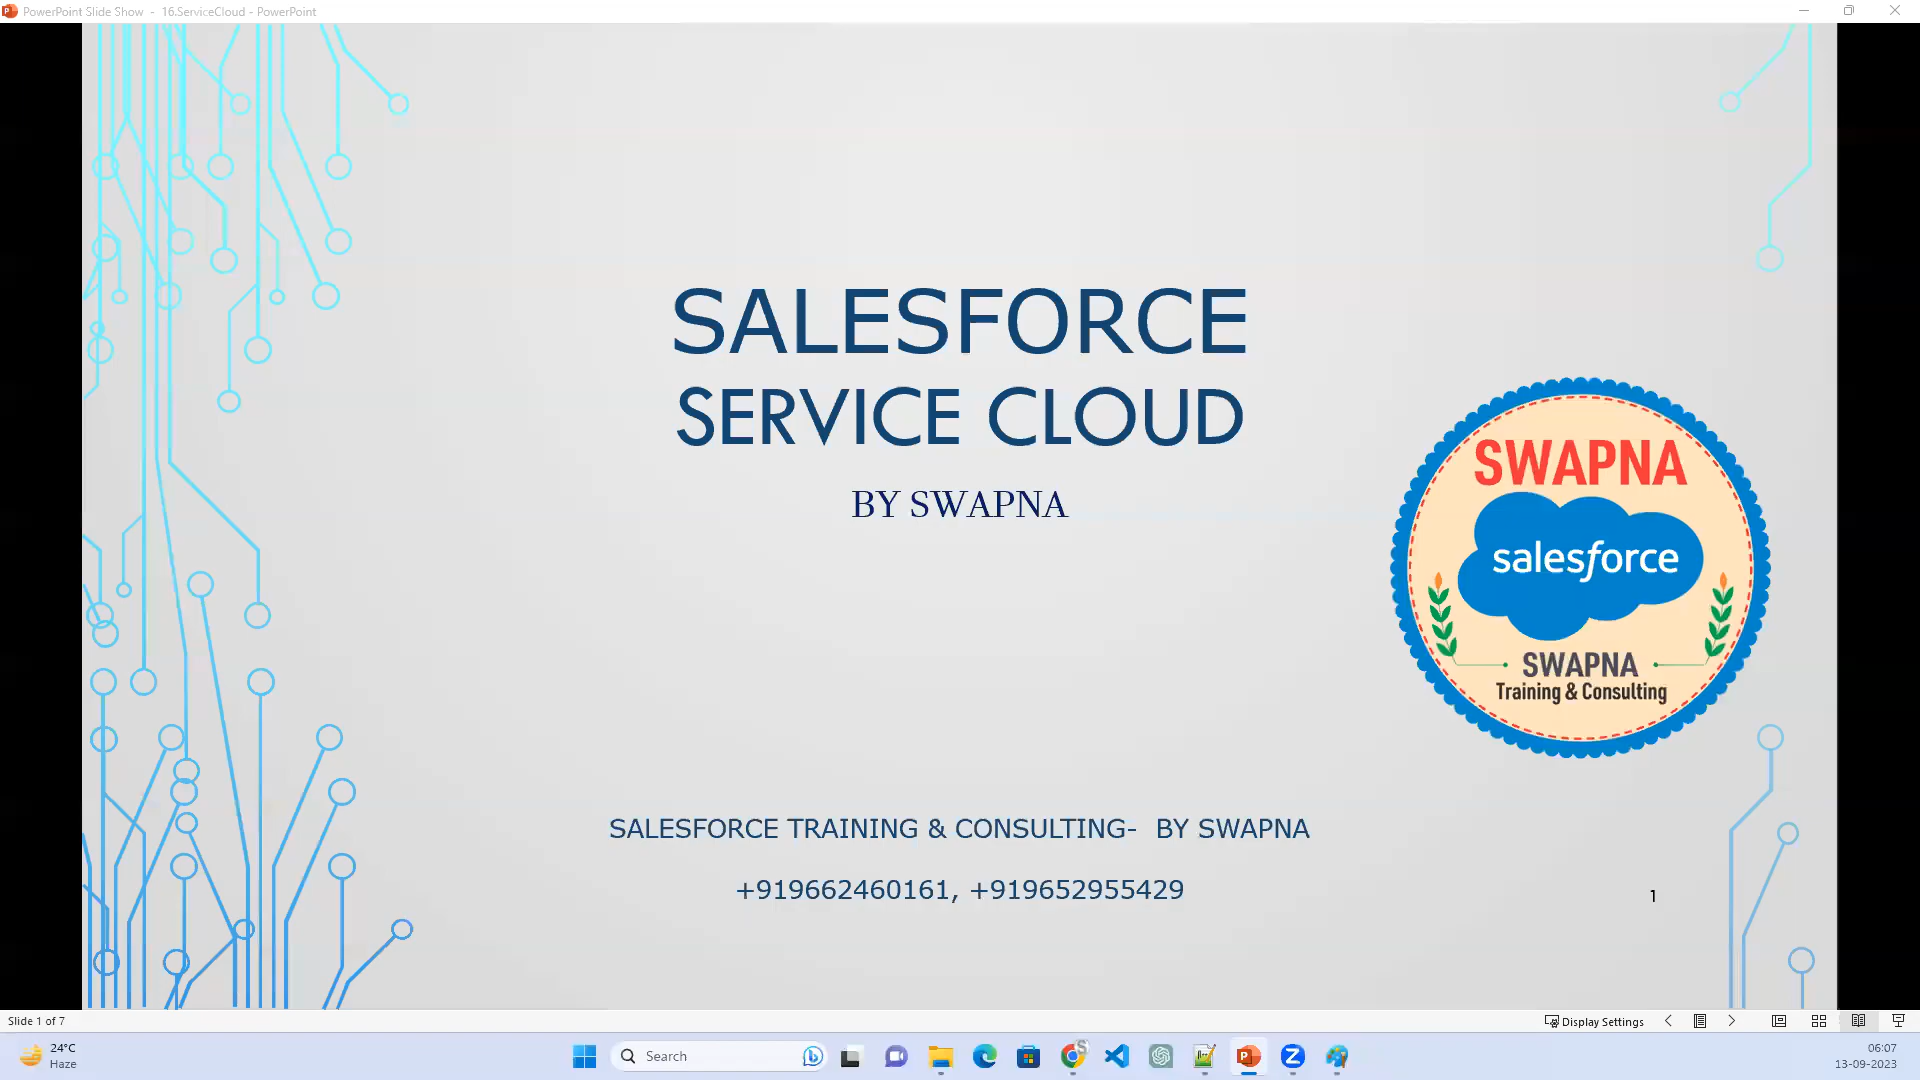 PowerPoint Slide Show - 16.ServiceCloud - PowerPoint
SALESFORCE
SERVICE CLOUD
BY SWAPNA
SWAPNA
salesforce
SWAPNA
Training & Consulting
SALESFORCE TRAINING & CONSULTING- BY SWAPNA
+919662460161, +919652955429
1
Slide 1 of 7
Display Settings
24°C
Haze
Search
06:07
13-09-2023